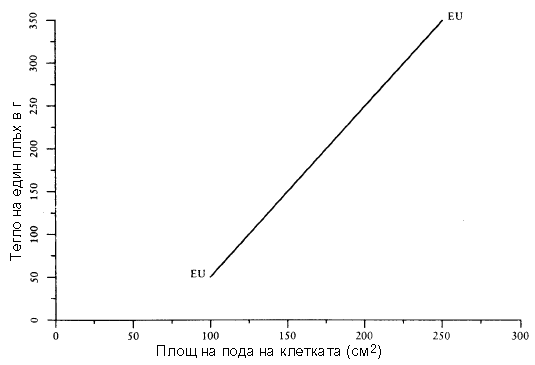 EU
350
300
250
200
150
100
50
0
Тегло на един плъх в г
EU
0 50 100 150 200 250 300
Площ на пода на клетката (см2)